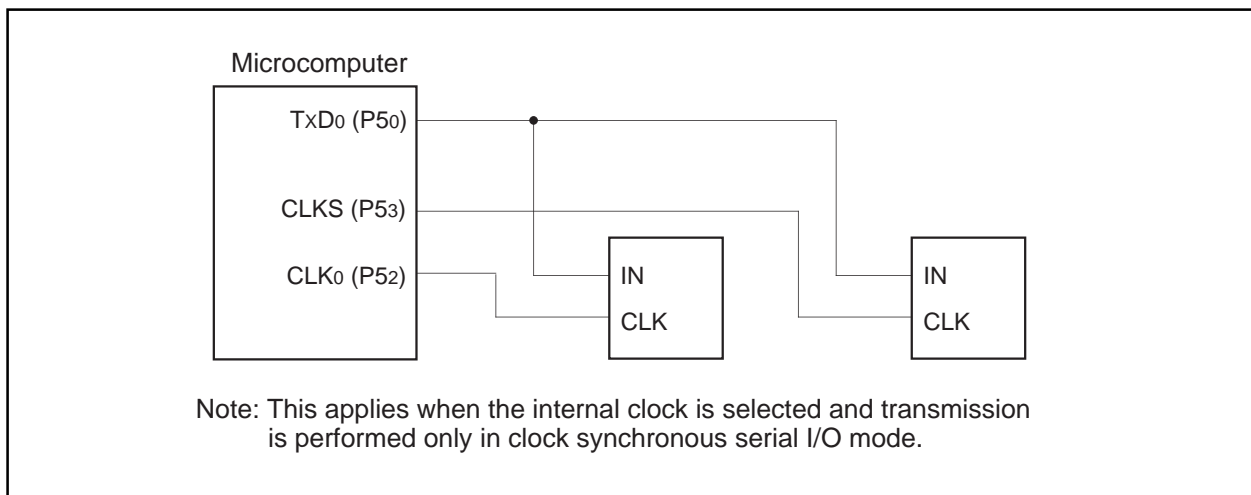 Microcomputer
TxD0 (P50)
CLKS (P53)
CLK0 (P52)
IN
CLK
IN
CLK
Note: This applies when the internal clock is selected and transmission
is performed only in clock synchronous serial I/O mode.